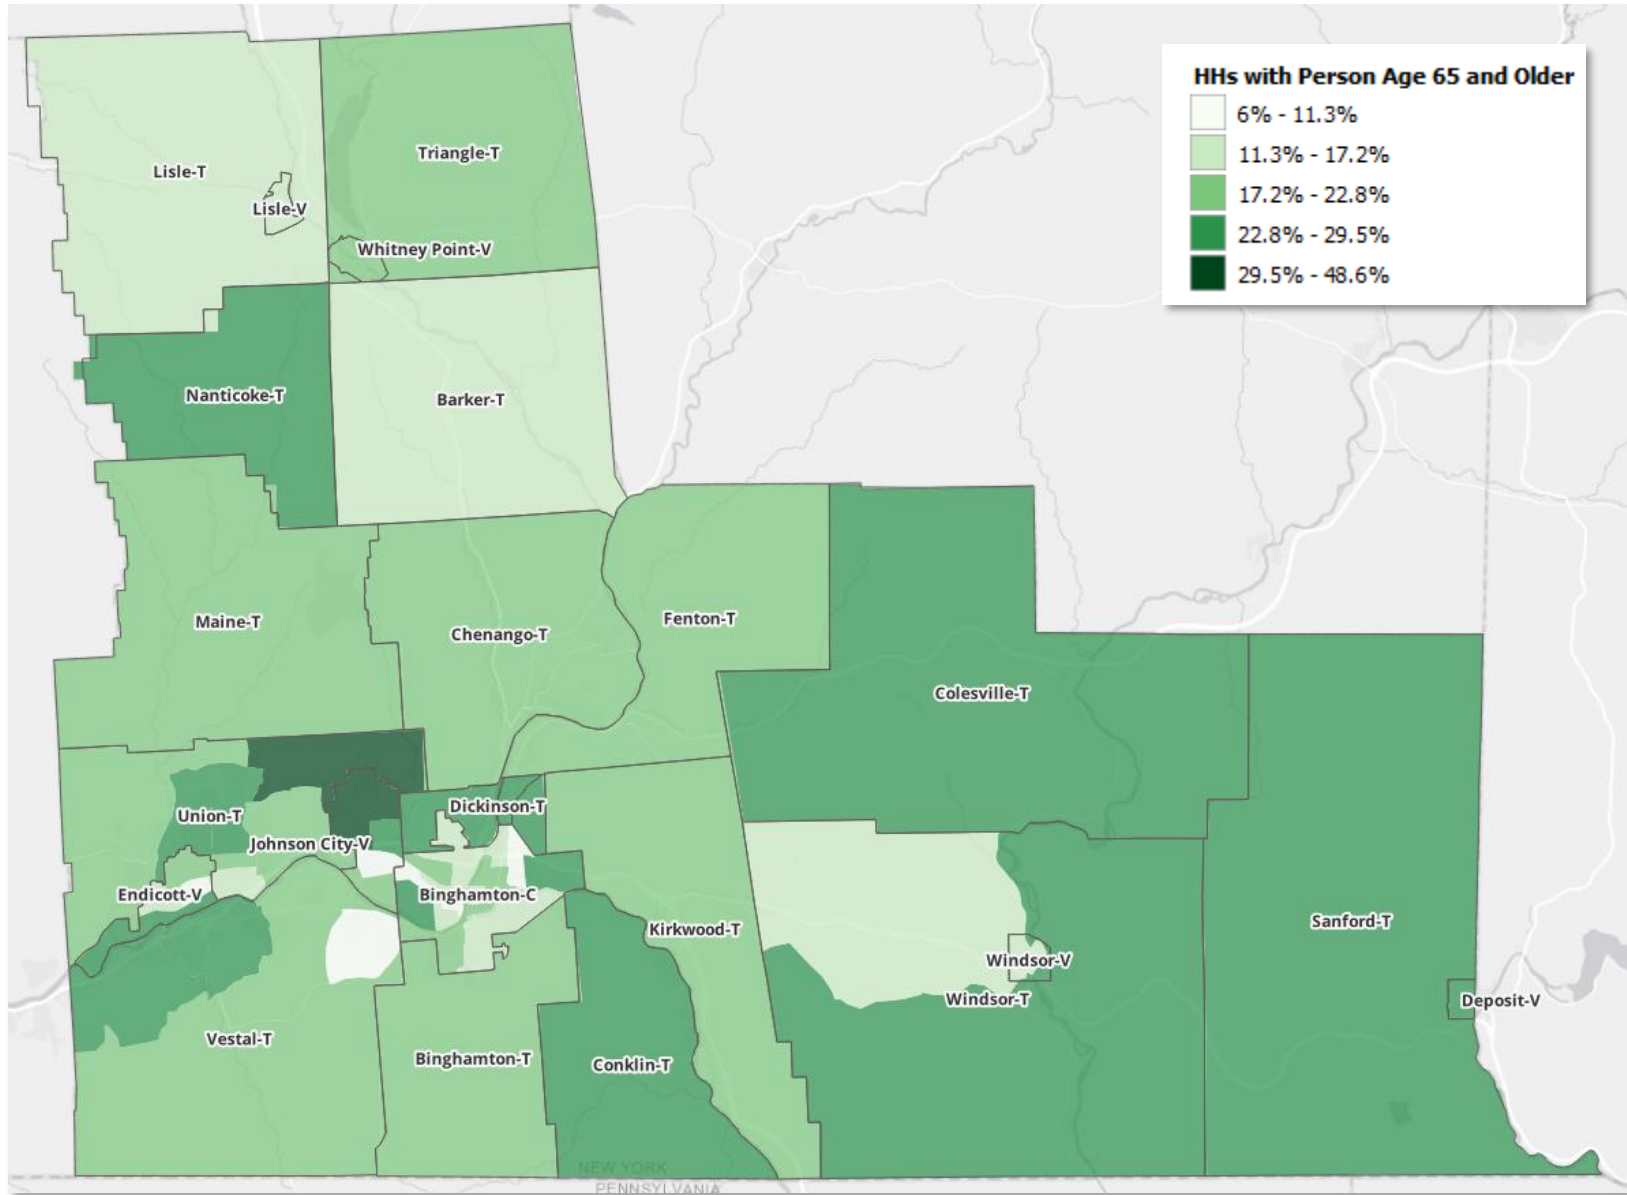 HHs with Person Age 65 and Older
6% - 11.3%
11.3% - 17.2%
17.2% - 22.8%
22.8% - 29.5%
29.5% - 48.6%
Triangle-T
Lisle-T
Lisle-V
Whitney Point-V
Nanticoke-T
Barker-T
Maine-T
Chenango-T
Fenton-T
Colesville-T
Dickinson-T
Union-T
Johnson City-V
Endicott-V
Binghamton-C
Kirkwood-T
Sanford-T
Windsor-V
Windsor-T
Deposit-V
Vestal-T
Binghamton-T
Conklin-T
NEW YORK
PENNSYLVANIA